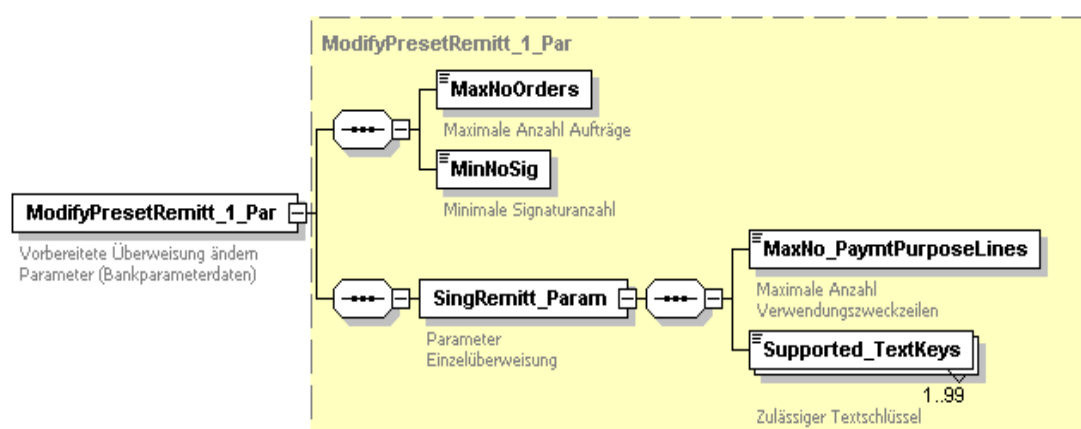 ModifyPresetRemitt_1_Par
MaxNoOrders
Maximale Anzahl Aufträge
MinNoSig
Minimale Signaturanzahl
ModifyPresetRemitt_1_Par
Vorbereitete Überweisung ändern
Parameter (Bankparameterdaten)
SingRemitt_Param
Parameter
Einzelüberweisung
MaxNo_PaymtPurposeLines
Maximale Anzahl
Verwendungszweckzeilen
Supported_TextKeys
1..99
Zulässiger Textschlüssel